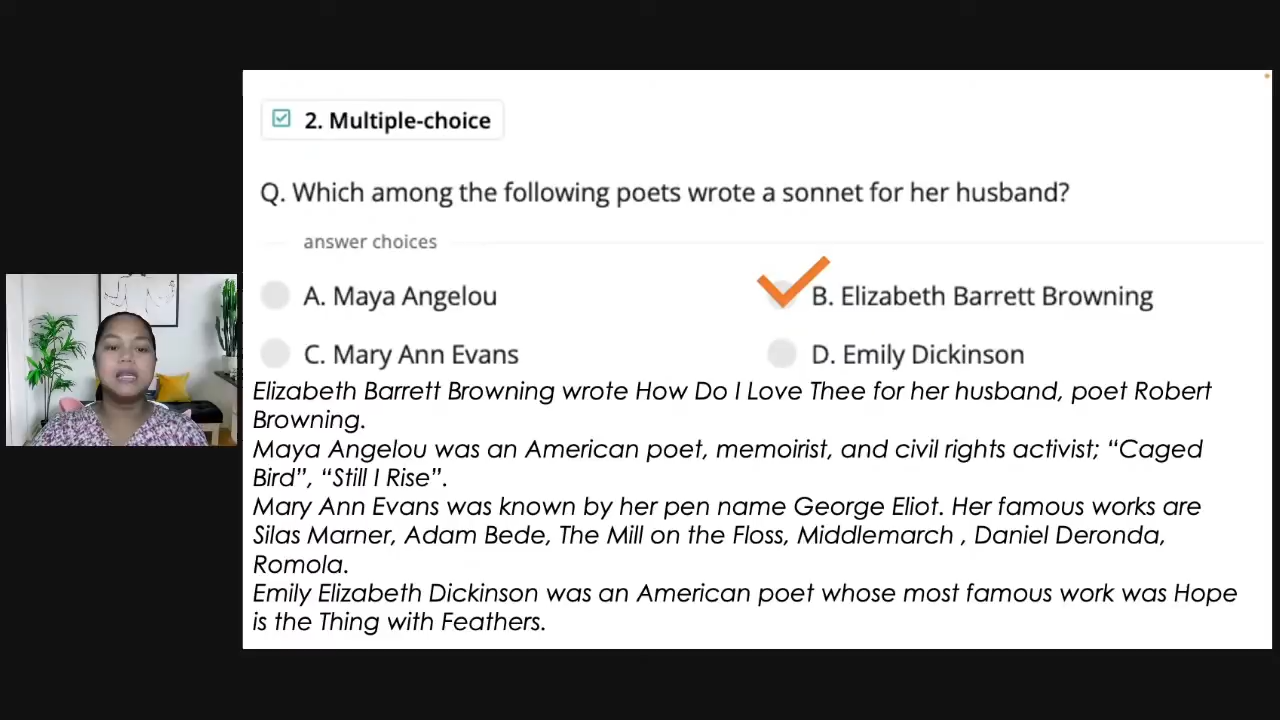 2. Multiple-choice
Q. Which among the following poets wrote a sonnet for her husband?
answer choices
A. Maya Angelou
B. Elizabeth Barrett Browning
C. Mary Ann Evans
D. Emily Dickinson
Elizabeth Barrett Browning wrote How Do I Love Thee for her husband, poet Robert
Browning.
Maya Angelou was an American poet, memoirist, and civil rights activist; “Caged
Bird”, “Still I Rise”.
Mary Ann Evans was known by her pen name George Eliot. Her famous works are
Silas Marner, Adam Bede, The Mill on the Floss, Middlemarch , Daniel Deronda,
Romola.
Emily Elizabeth Dickinson was an American poet whose most famous work was Hope
is the Thing with Feathers.